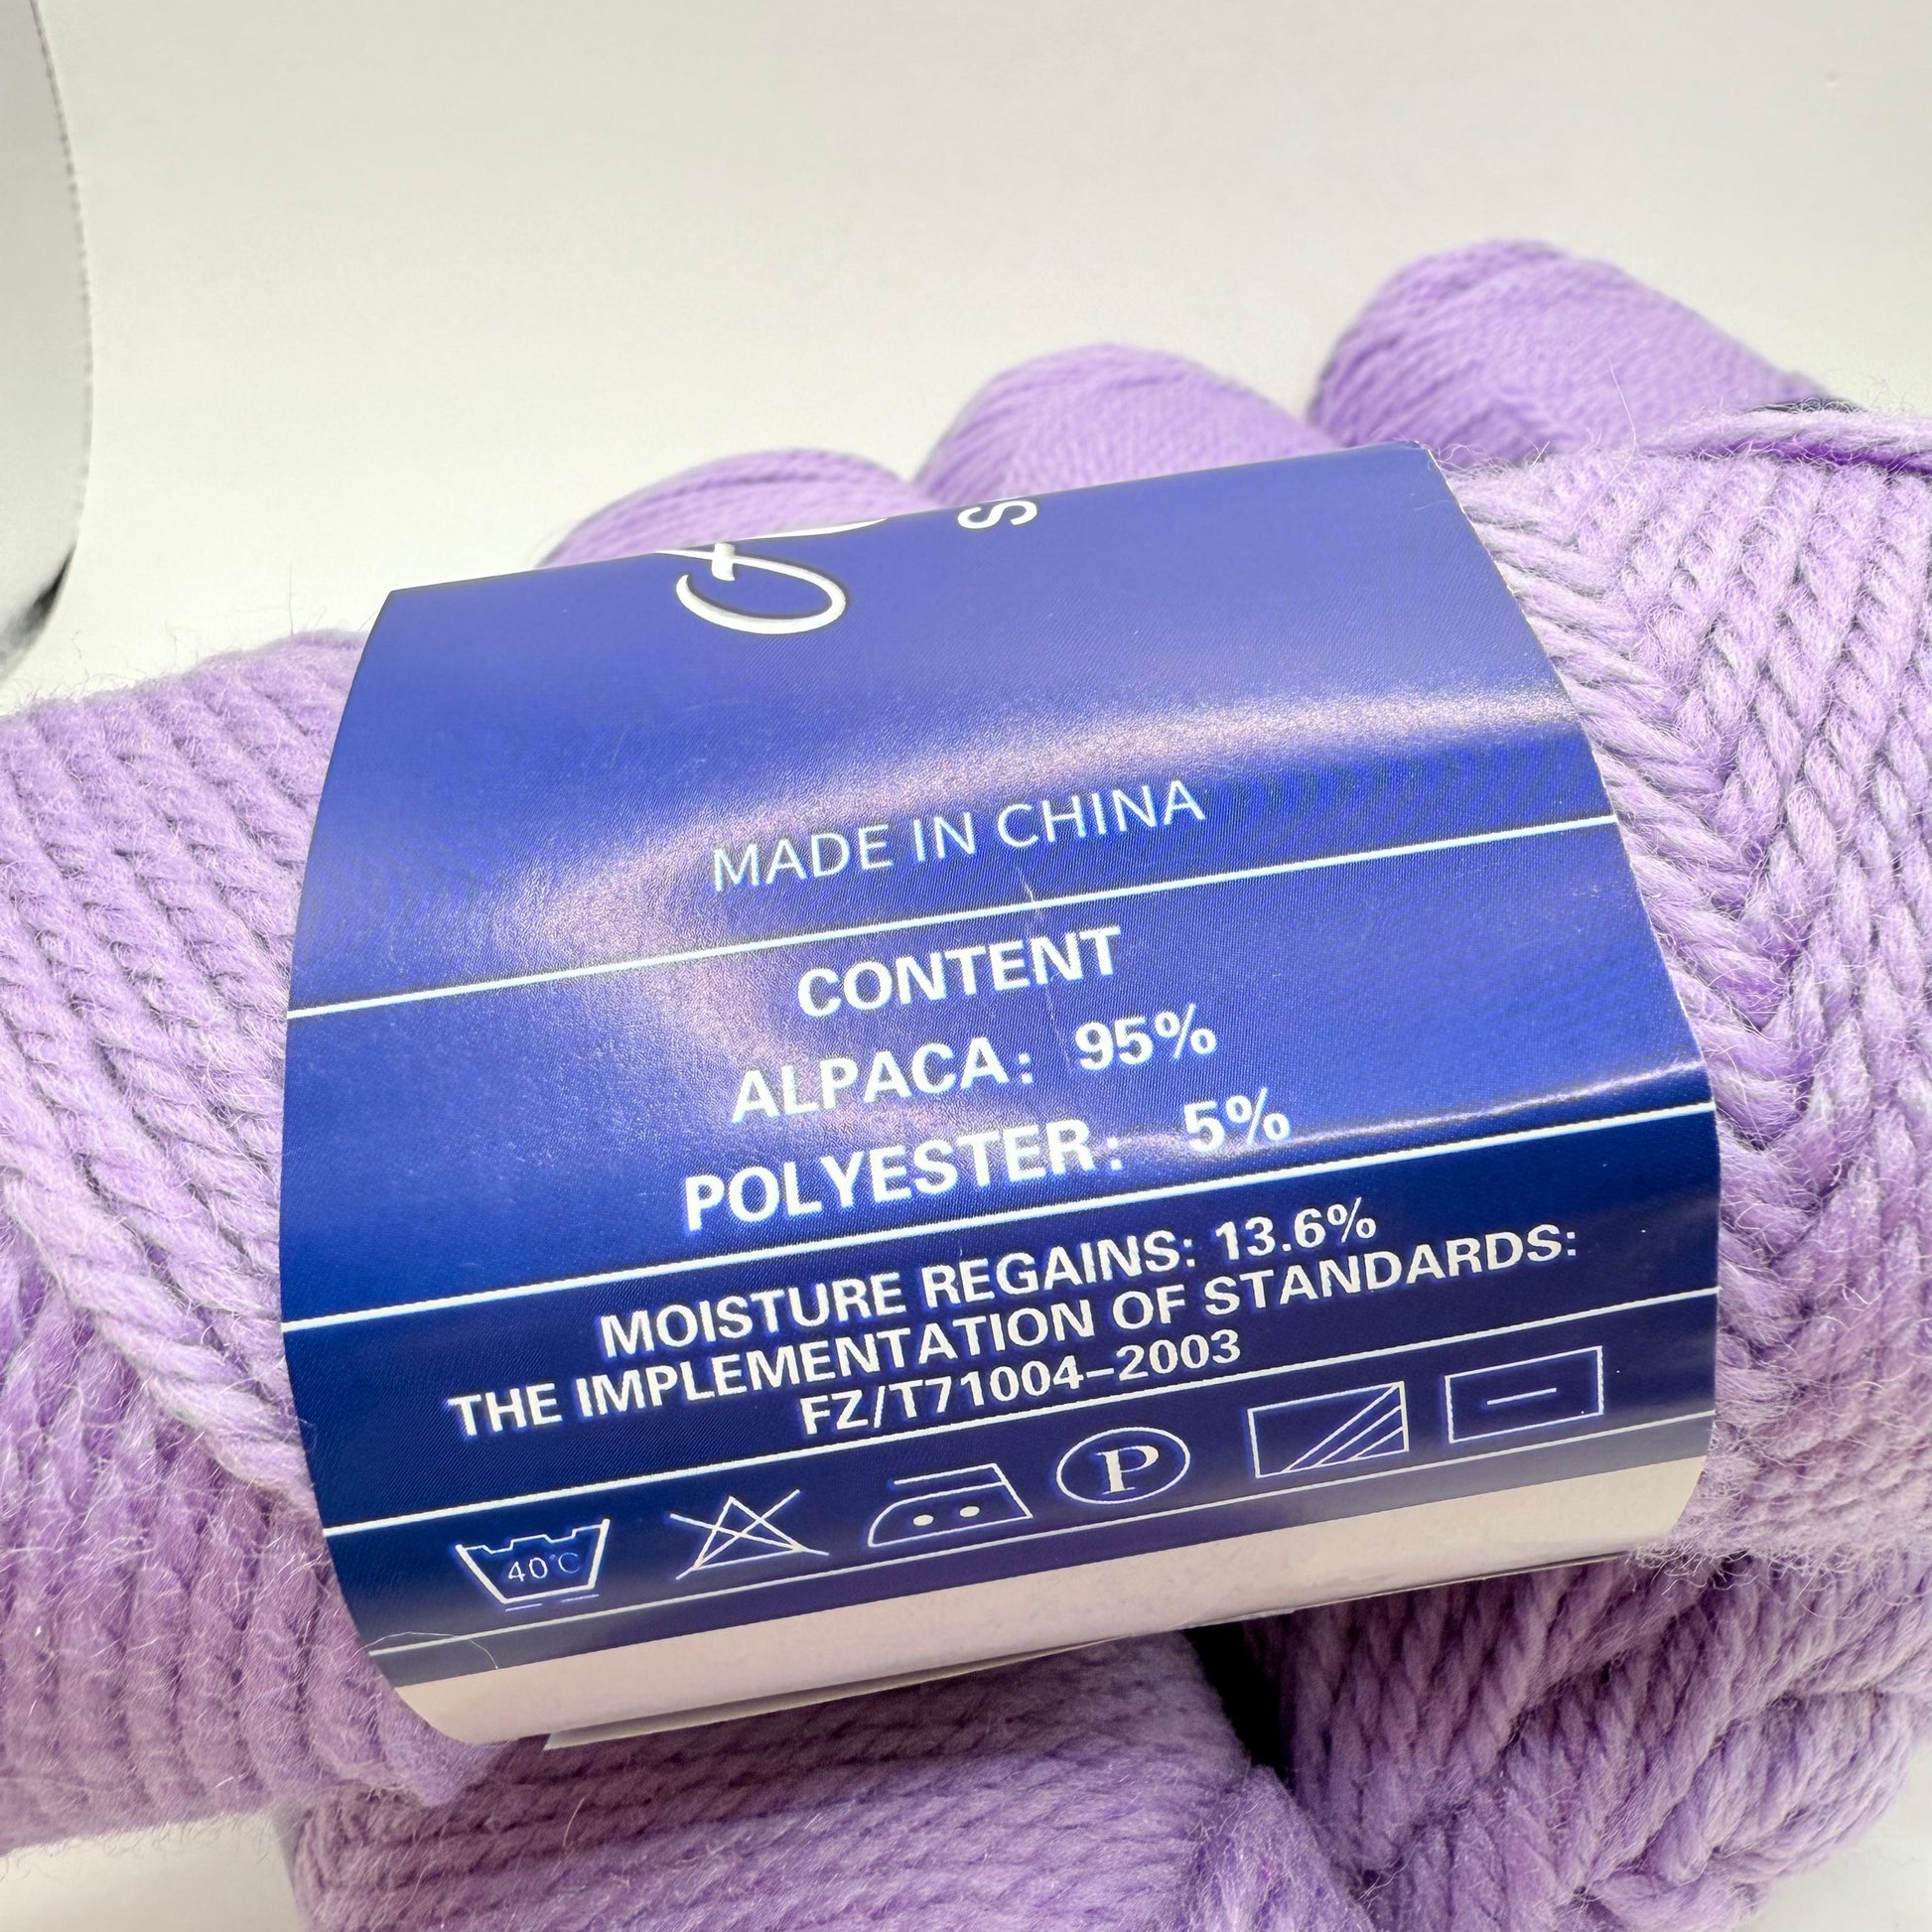 MADE IN CHINA
CONTENT
ALPACA: 95%
POLYESTER: 5%
MOISTURE REGAINS: 13.6%
THE IMPLEMENTATION OF STANDARDS:
FZ/T71004–2003
40°C
P